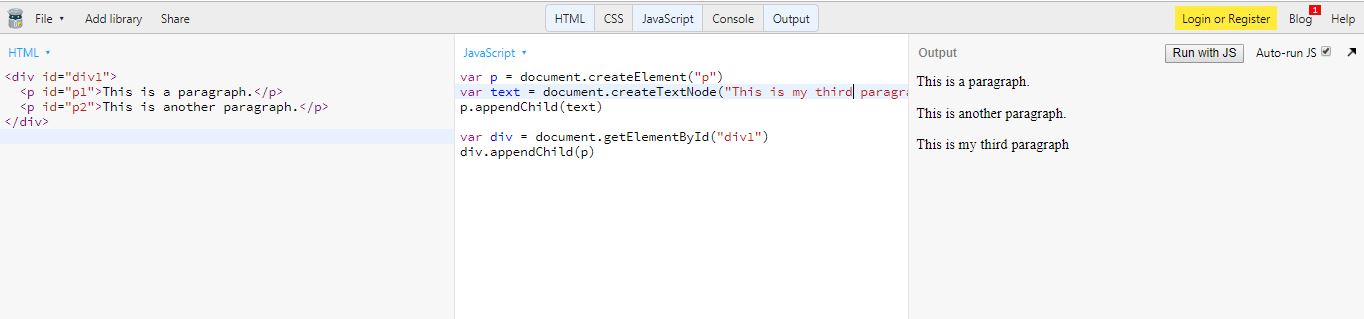 File Add library Share HTML CSS JavaScript Console Output Login or Register Blog 1 Help
HTML
<div id="div1">
  <p id="p1">This is a paragraph.</p>
  <p id="p2">This is another paragraph.</p>
</div>
JavaScript
var p = document.createElement("p")
var text = document.createTextNode("This is my third paragra
p.appendChild(text)

var div = document.getElementById("div1")
div.appendChild(p)
Output Run with JS Auto-run JS
This is a paragraph.
This is another paragraph.
This is my third paragraph